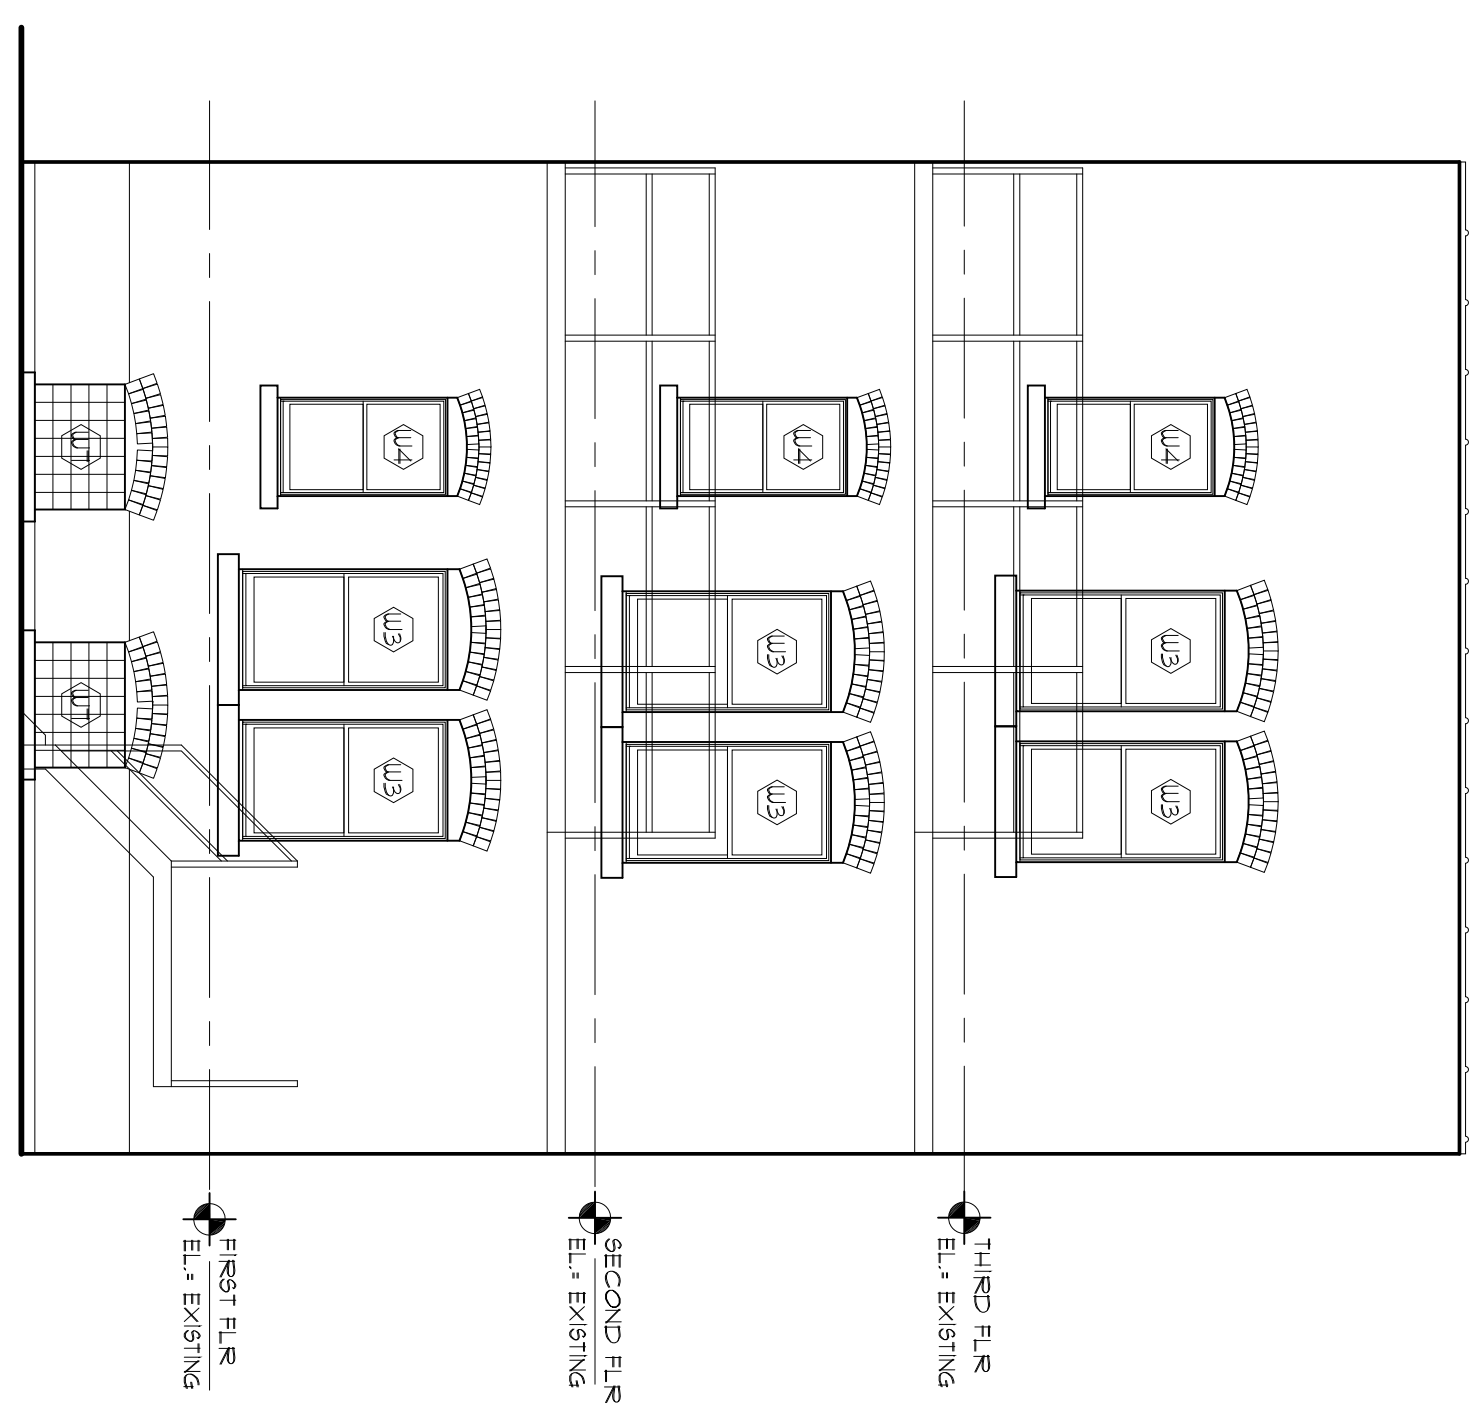 W4 W3 W3
THIRD FLR
EL.= EXISTING
W4 W3 W3
SECOND FLR
EL.= EXISTING
W4 W3 W3
FIRST FLR
EL.= EXISTING
W1 W1